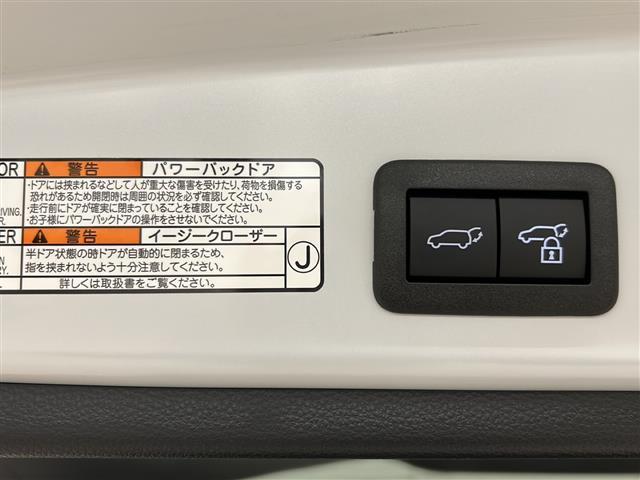 OR
警告
パワーバックドア
・ドアには挟まれるなどして人が重大な傷害を受けたり、荷物を損傷する
恐れがあるため開閉時は周囲の状況を必ず確認してください。
RIVING.
・走行前にドアが確実に閉まっていることを確認してください。
R.
・お子様にパワーバックドアの操作をさせないでください。
ER
警告
イージークローザー
半ドア状態の時ドアが自動的に閉まるため、
N
指を挟まれないよう十分注意してください。
RY.
J
詳しくは取扱書をご覧ください。